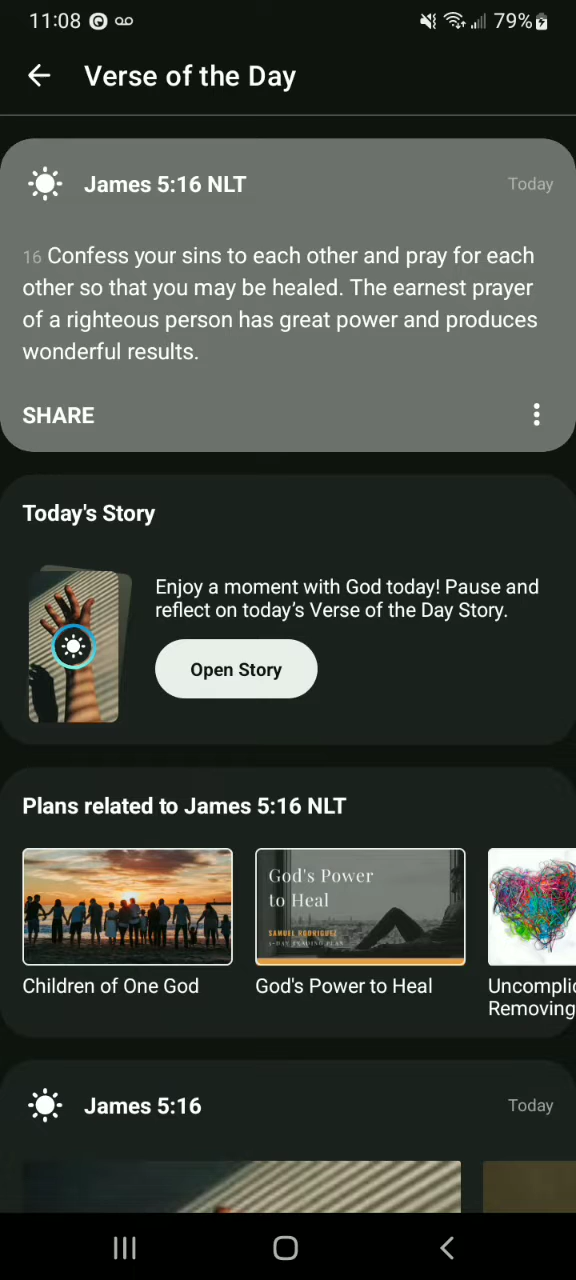 11:08
79%
Verse of the Day
James 5:16 NLT
Today
16 Confess your sins to each other and pray for each
other so that you may be healed. The earnest prayer
of a righteous person has great power and produces
wonderful results.
SHARE
Today's Story
Enjoy a moment with God today! Pause and
reflect on today’s Verse of the Day Story.
Open Story
Plans related to James 5:16 NLT
God's Power
to Heal
SAMUEL RODRIGUEZ
4-DAY READING PLAN
Children of One God
God's Power to Heal
Uncomplic
Removing
James 5:16
Today